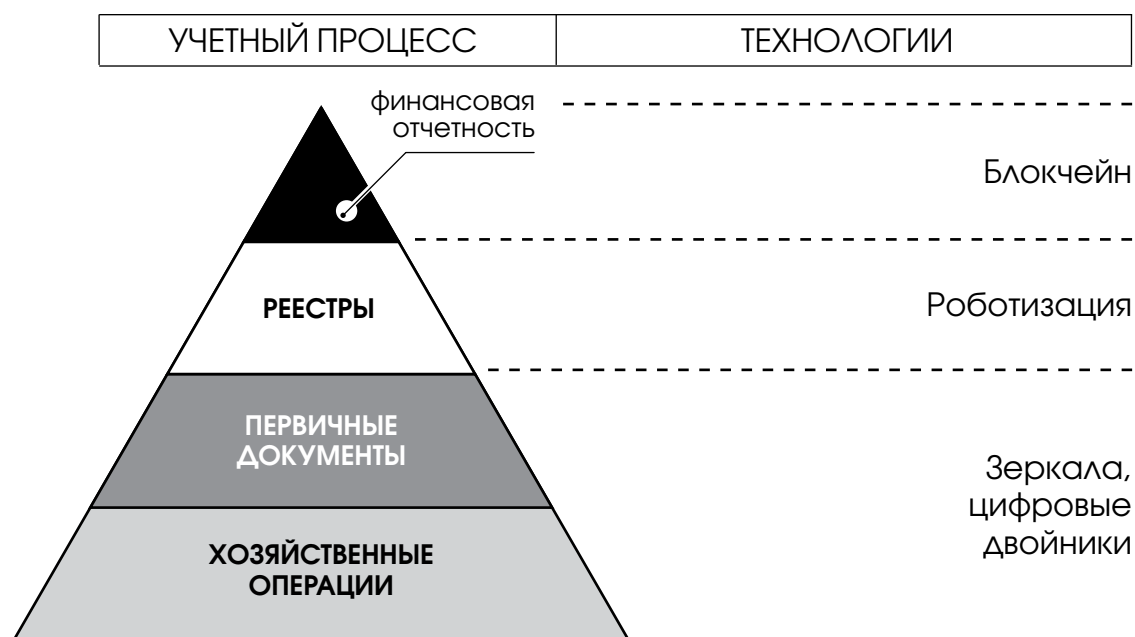 УЧЕТНЫЙ ПРОЦЕСС
ТЕХНОЛОГИИ
финансовая
отчетность
Блокчейн
РЕЕСТРЫ
Роботизация
ПЕРВИЧНЫЕ
ДОКУМЕНТЫ
Зеркала,
цифровые
двойники
ХОЗЯЙСТВЕННЫЕ
ОПЕРАЦИИ